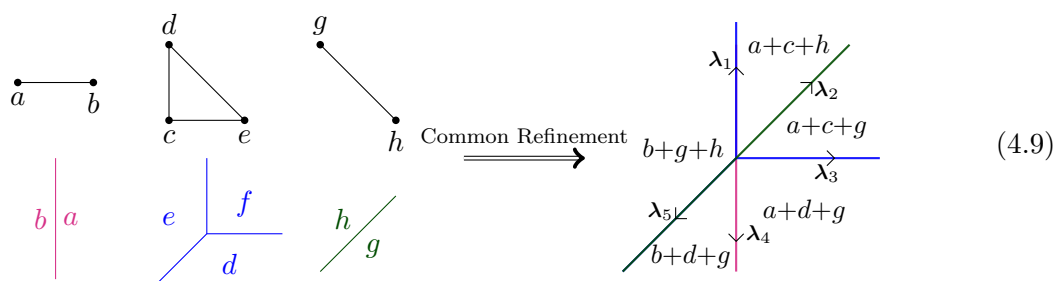 d
g
a
b
c
e
h
Common Refinement
b
a
e
f
d
h
g
a+c+h
λ₁
λ₂
a+c+g
b+g+h
λ₃
λ₅
a+d+g
λ₄
b+d+g
(4.9)